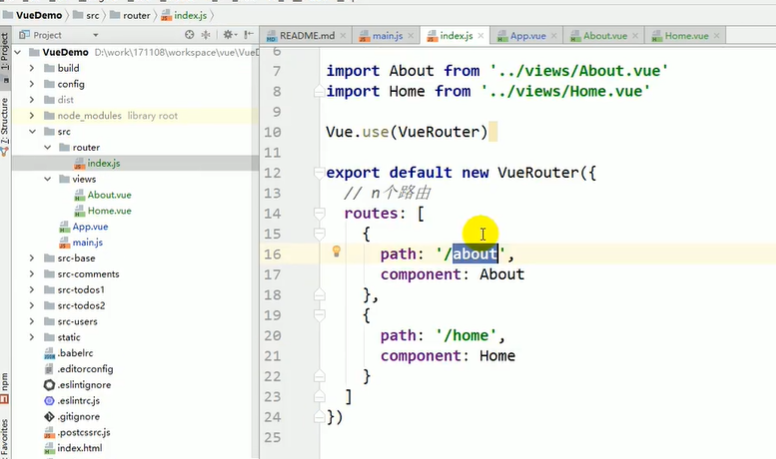 VueDemo src router index.js
Project
VueDemo D:\work\171108\workspace\vue\VueD
build
config
dist
node_modules library root
src
router
index.js
views
About.vue
Home.vue
App.vue
main.js
src-base
src-comments
src-todos1
src-todos2
src-users
static
.babelrc
.editorconfig
.eslintignore
.eslintrc.js
.gitignore
.postcssrc.js
index.html
1: Project
7: Structure
npm
Favorites
README.md main.js index.js App.vue About.vue Home.vue
6
7 import About from '../views/About.vue'
8 import Home from '../views/Home.vue'
9
10 Vue.use(VueRouter)
11
12 export default new VueRouter({
13 // n个路由
14 routes: [
15 {
16 path: '/about',
17 component: About
18 },
19 {
20 path: '/home',
21 component: Home
22 }
23 ]
24 })
25